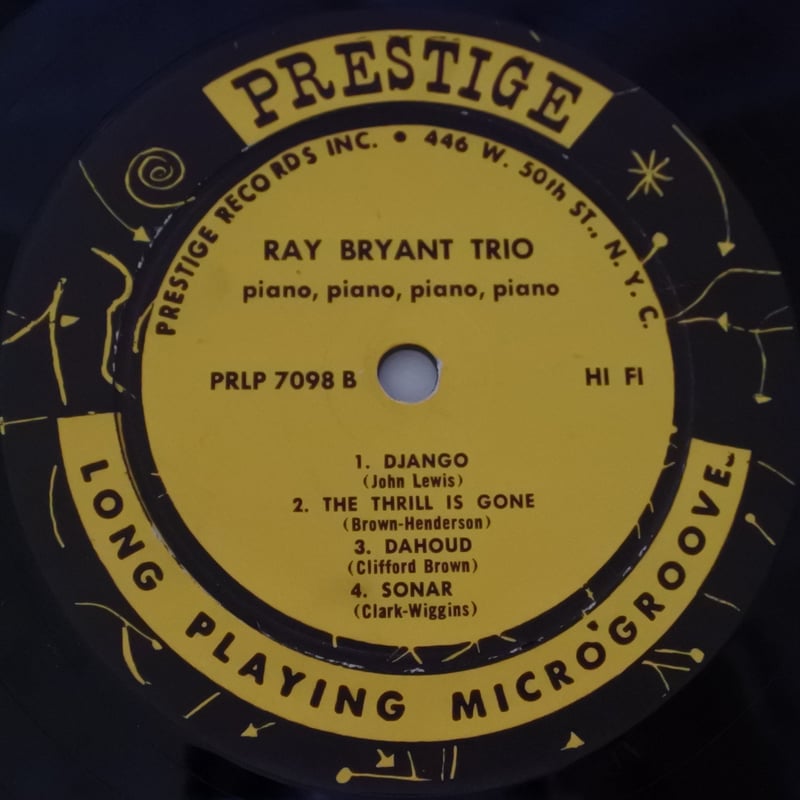 PRESTIGE
PRESTIGE RECORDS INC. • 446 W. 50th ST., N.Y.C.
RAY BRYANT TRIO
piano, piano, piano, piano
PRLP 7098 B
HI FI
1. DJANGO
(John Lewis)
2. THE THRILL IS GONE
(Brown-Henderson)
3. DAHOUD
(Clifford Brown)
4. SONAR
(Clark-Wiggins)
LONG PLAYING MICROGROOVE